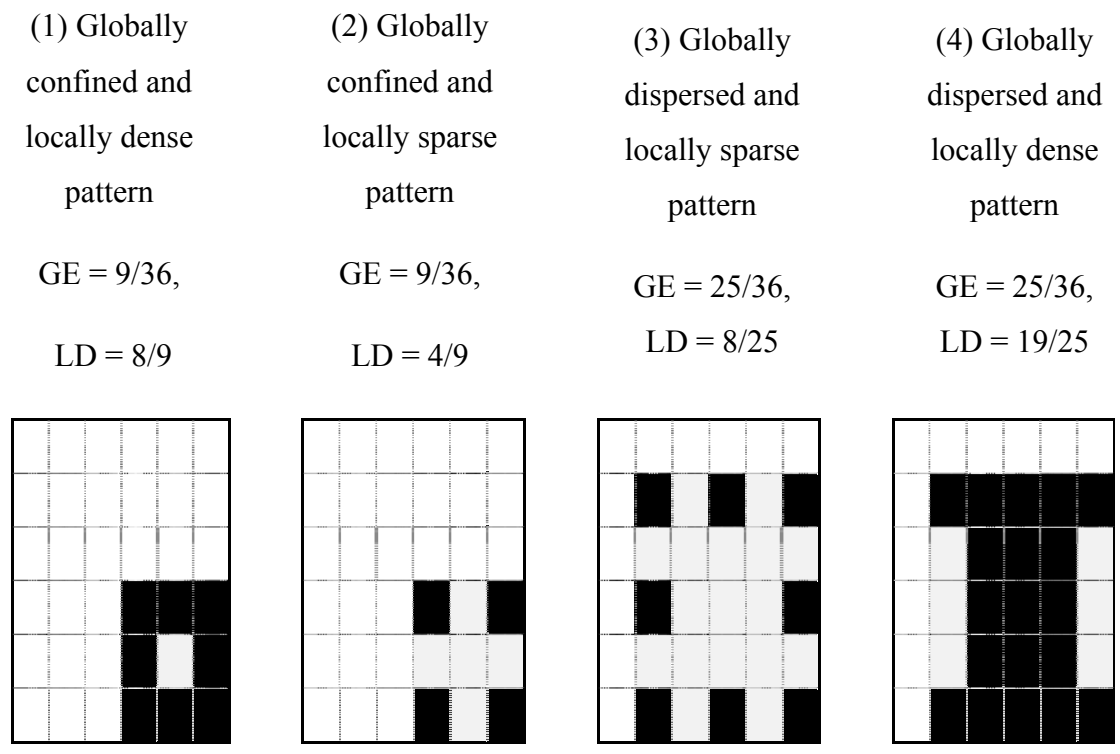 (1) Globally
confined and
locally dense
pattern
GE = 9/36,
LD = 8/9
(2) Globally
confined and
locally sparse
pattern
GE = 9/36,
LD = 4/9
(3) Globally
dispersed and
locally sparse
pattern
GE = 25/36,
LD = 8/25
(4) Globally
dispersed and
locally dense
pattern
GE = 25/36,
LD = 19/25